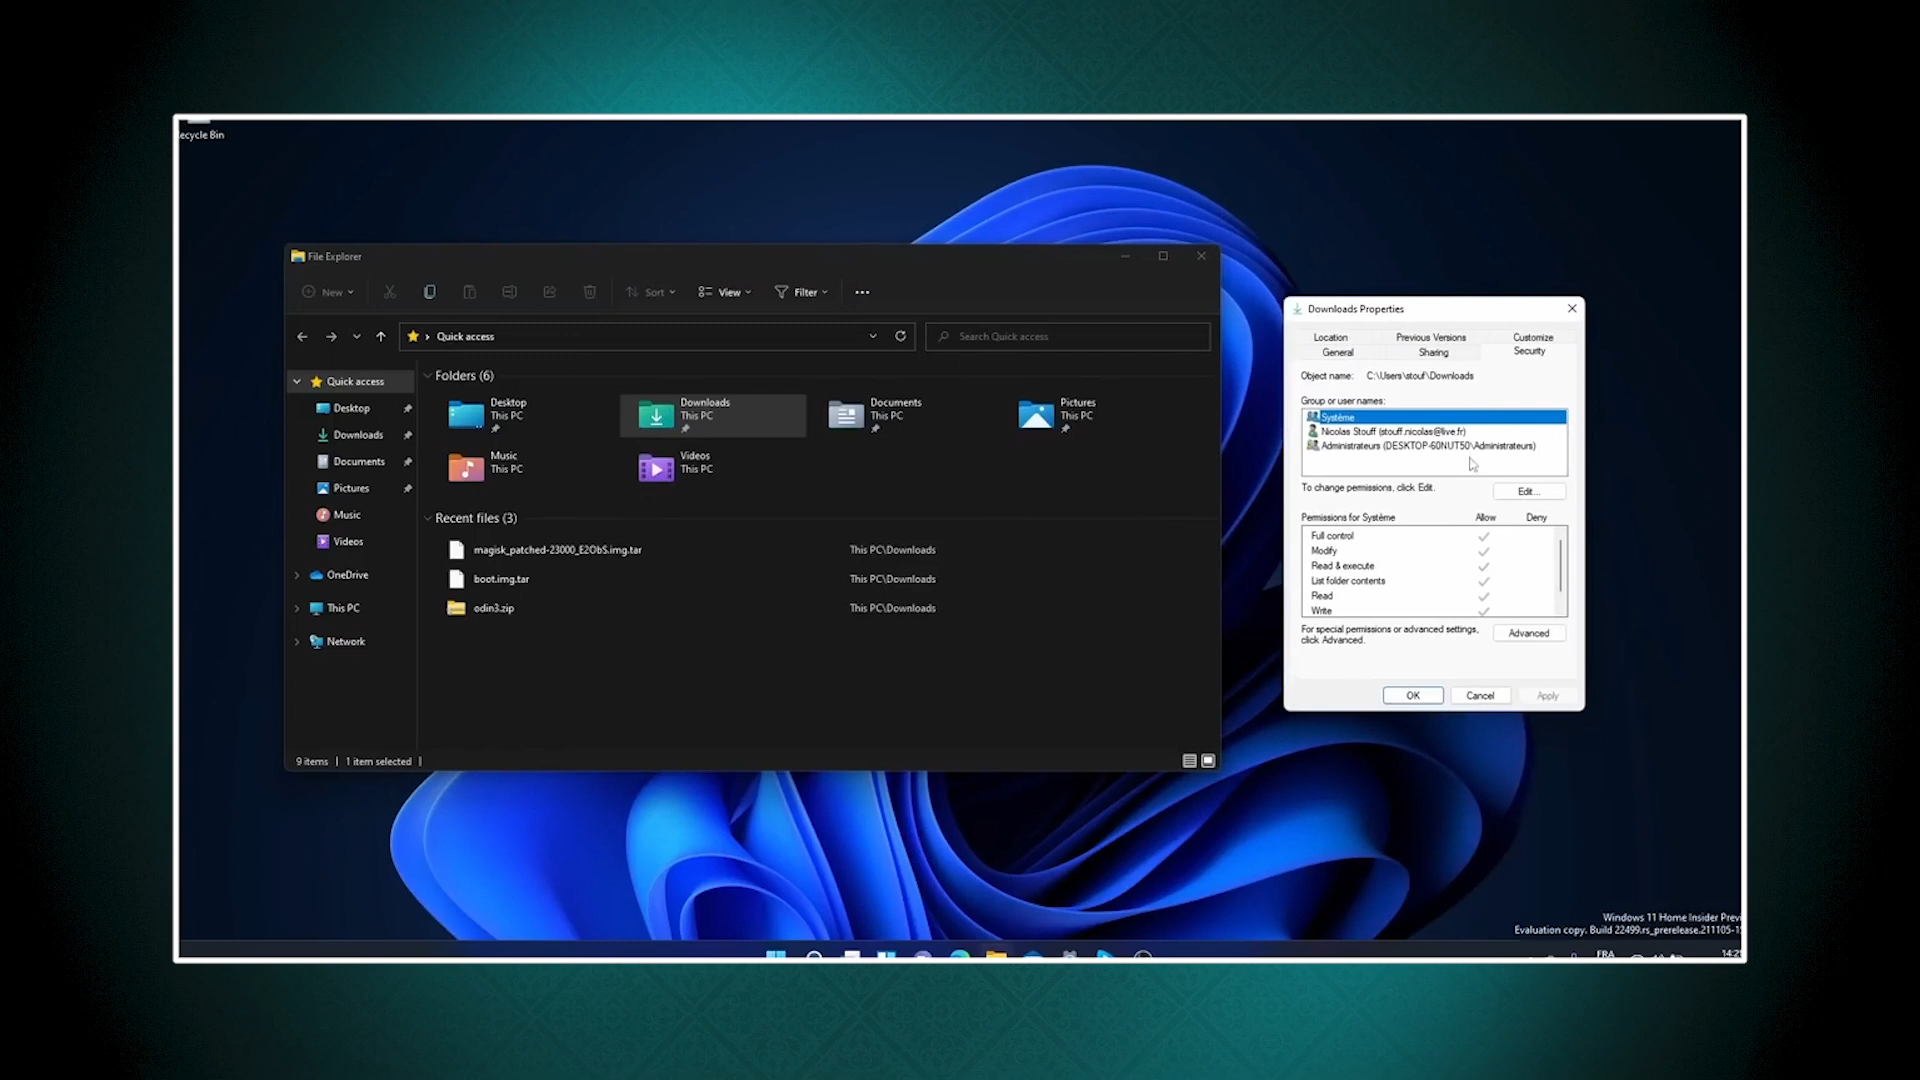 ecycle Bin
File Explorer
New
Sort
View
Filter
Quick access
Search Quick access
Quick access
Desktop
Downloads
Documents
Pictures
Music
Videos
OneDrive
This PC
Network
Folders (6)
Desktop
This PC
Downloads
This PC
Documents
This PC
Pictures
This PC
Music
This PC
Videos
This PC
Recent files (3)
magisk_patched-23000_E2ObS.img.tar
This PC\Downloads
boot.img.tar
This PC\Downloads
odin3.zip
This PC\Downloads
9 items
1 item selected
Downloads Properties
Location
Previous Versions
Customize
General
Sharing
Security
Object name: C:\Users\stouf\Downloads
Group or user names:
Système
Nicolas Stouff (stouff.nicolas@live.fr)
Administrateurs (DESKTOP-60NUT50\Administrateurs)
To change permissions, click Edit.
Edit...
Permissions for Système
Allow
Deny
Full control
Modify
Read & execute
List folder contents
Read
Write
For special permissions or advanced settings,
click Advanced.
Advanced
OK
Cancel
Apply
Windows 11 Home Insider Prev
Evaluation copy. Build 22499.rs_prerelease.211105-1
FRA
14:2